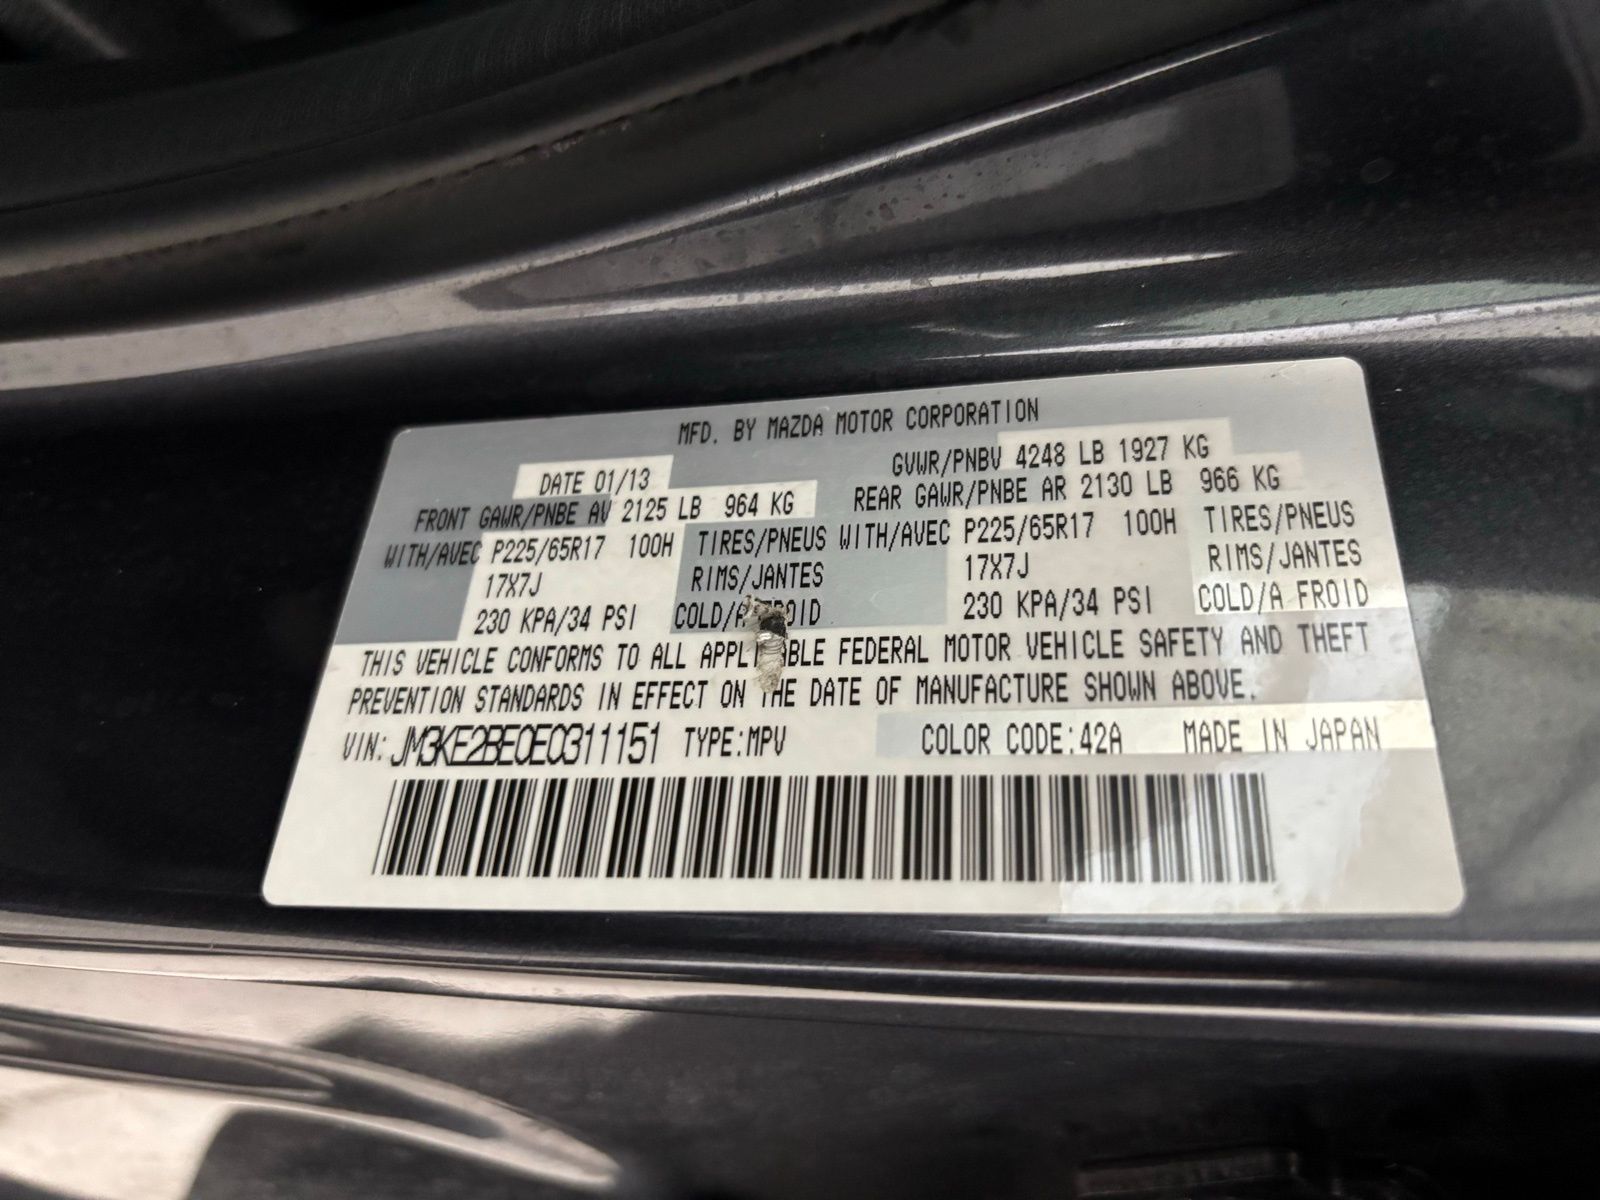 MFD. BY MAZDA MOTOR CORPORATION
DATE 01/13 GVWR/PNBV 4248 LB 1927 KG
FRONT GAWR/PNBE AV 2125 LB 964 KG REAR GAWR/PNBE AR 2130 LB 966 KG
WITH/AVEC P225/65R17 100H TIRES/PNEUS WITH/AVEC P225/65R17 100H TIRES/PNEUS
17X7J RIMS/JANTES 17X7J RIMS/JANTES
230 KPA/34 PSI COLD/A FROID 230 KPA/34 PSI COLD/A FROID
THIS VEHICLE CONFORMS TO ALL APPLICABLE FEDERAL MOTOR VEHICLE SAFETY AND THEFT
PREVENTION STANDARDS IN EFFECT ON THE DATE OF MANUFACTURE SHOWN ABOVE.
VIN: JM3KE2BE0E0311151 TYPE:MPV COLOR CODE:42A MADE IN JAPAN